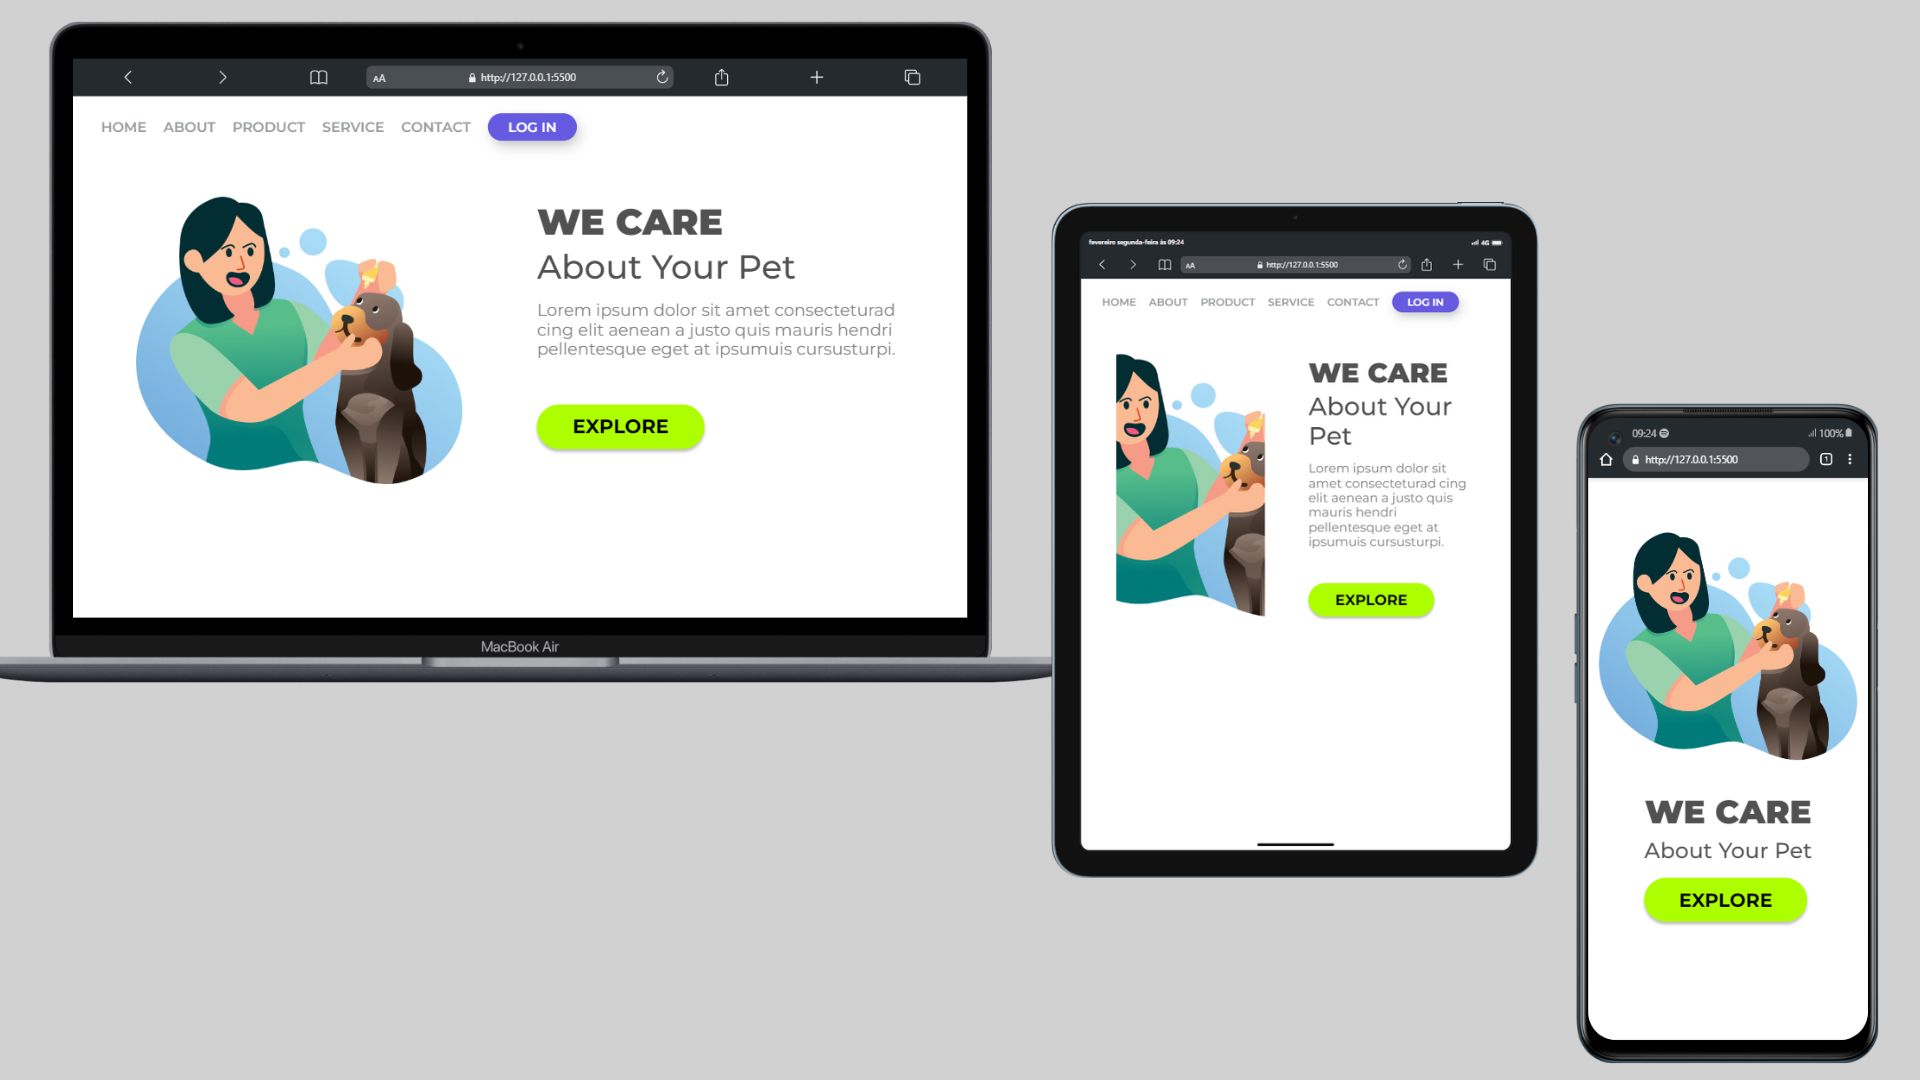 AA
http://127.0.0.1:5500
HOME ABOUT PRODUCT SERVICE CONTACT LOG IN
WE CARE
About Your Pet
Lorem ipsum dolor sit amet consecteturad
cing elit aenean a justo quis mauris hendri
pellentesque eget at ipsumuis cursusturpi.
EXPLORE
MacBook Air
fevereiro segunda-feira às 09:24
4G
AA
http://127.0.0.1:5500
HOME ABOUT PRODUCT SERVICE CONTACT LOG IN
WE CARE
About Your
Pet
Lorem ipsum dolor sit
amet consecteturad cing
elit aenean a justo quis
mauris hendri
pellentesque eget at
ipsumuis cursusturpi.
EXPLORE
09:24
100%
http://127.0.0.1:5500
1
WE CARE
About Your Pet
EXPLORE